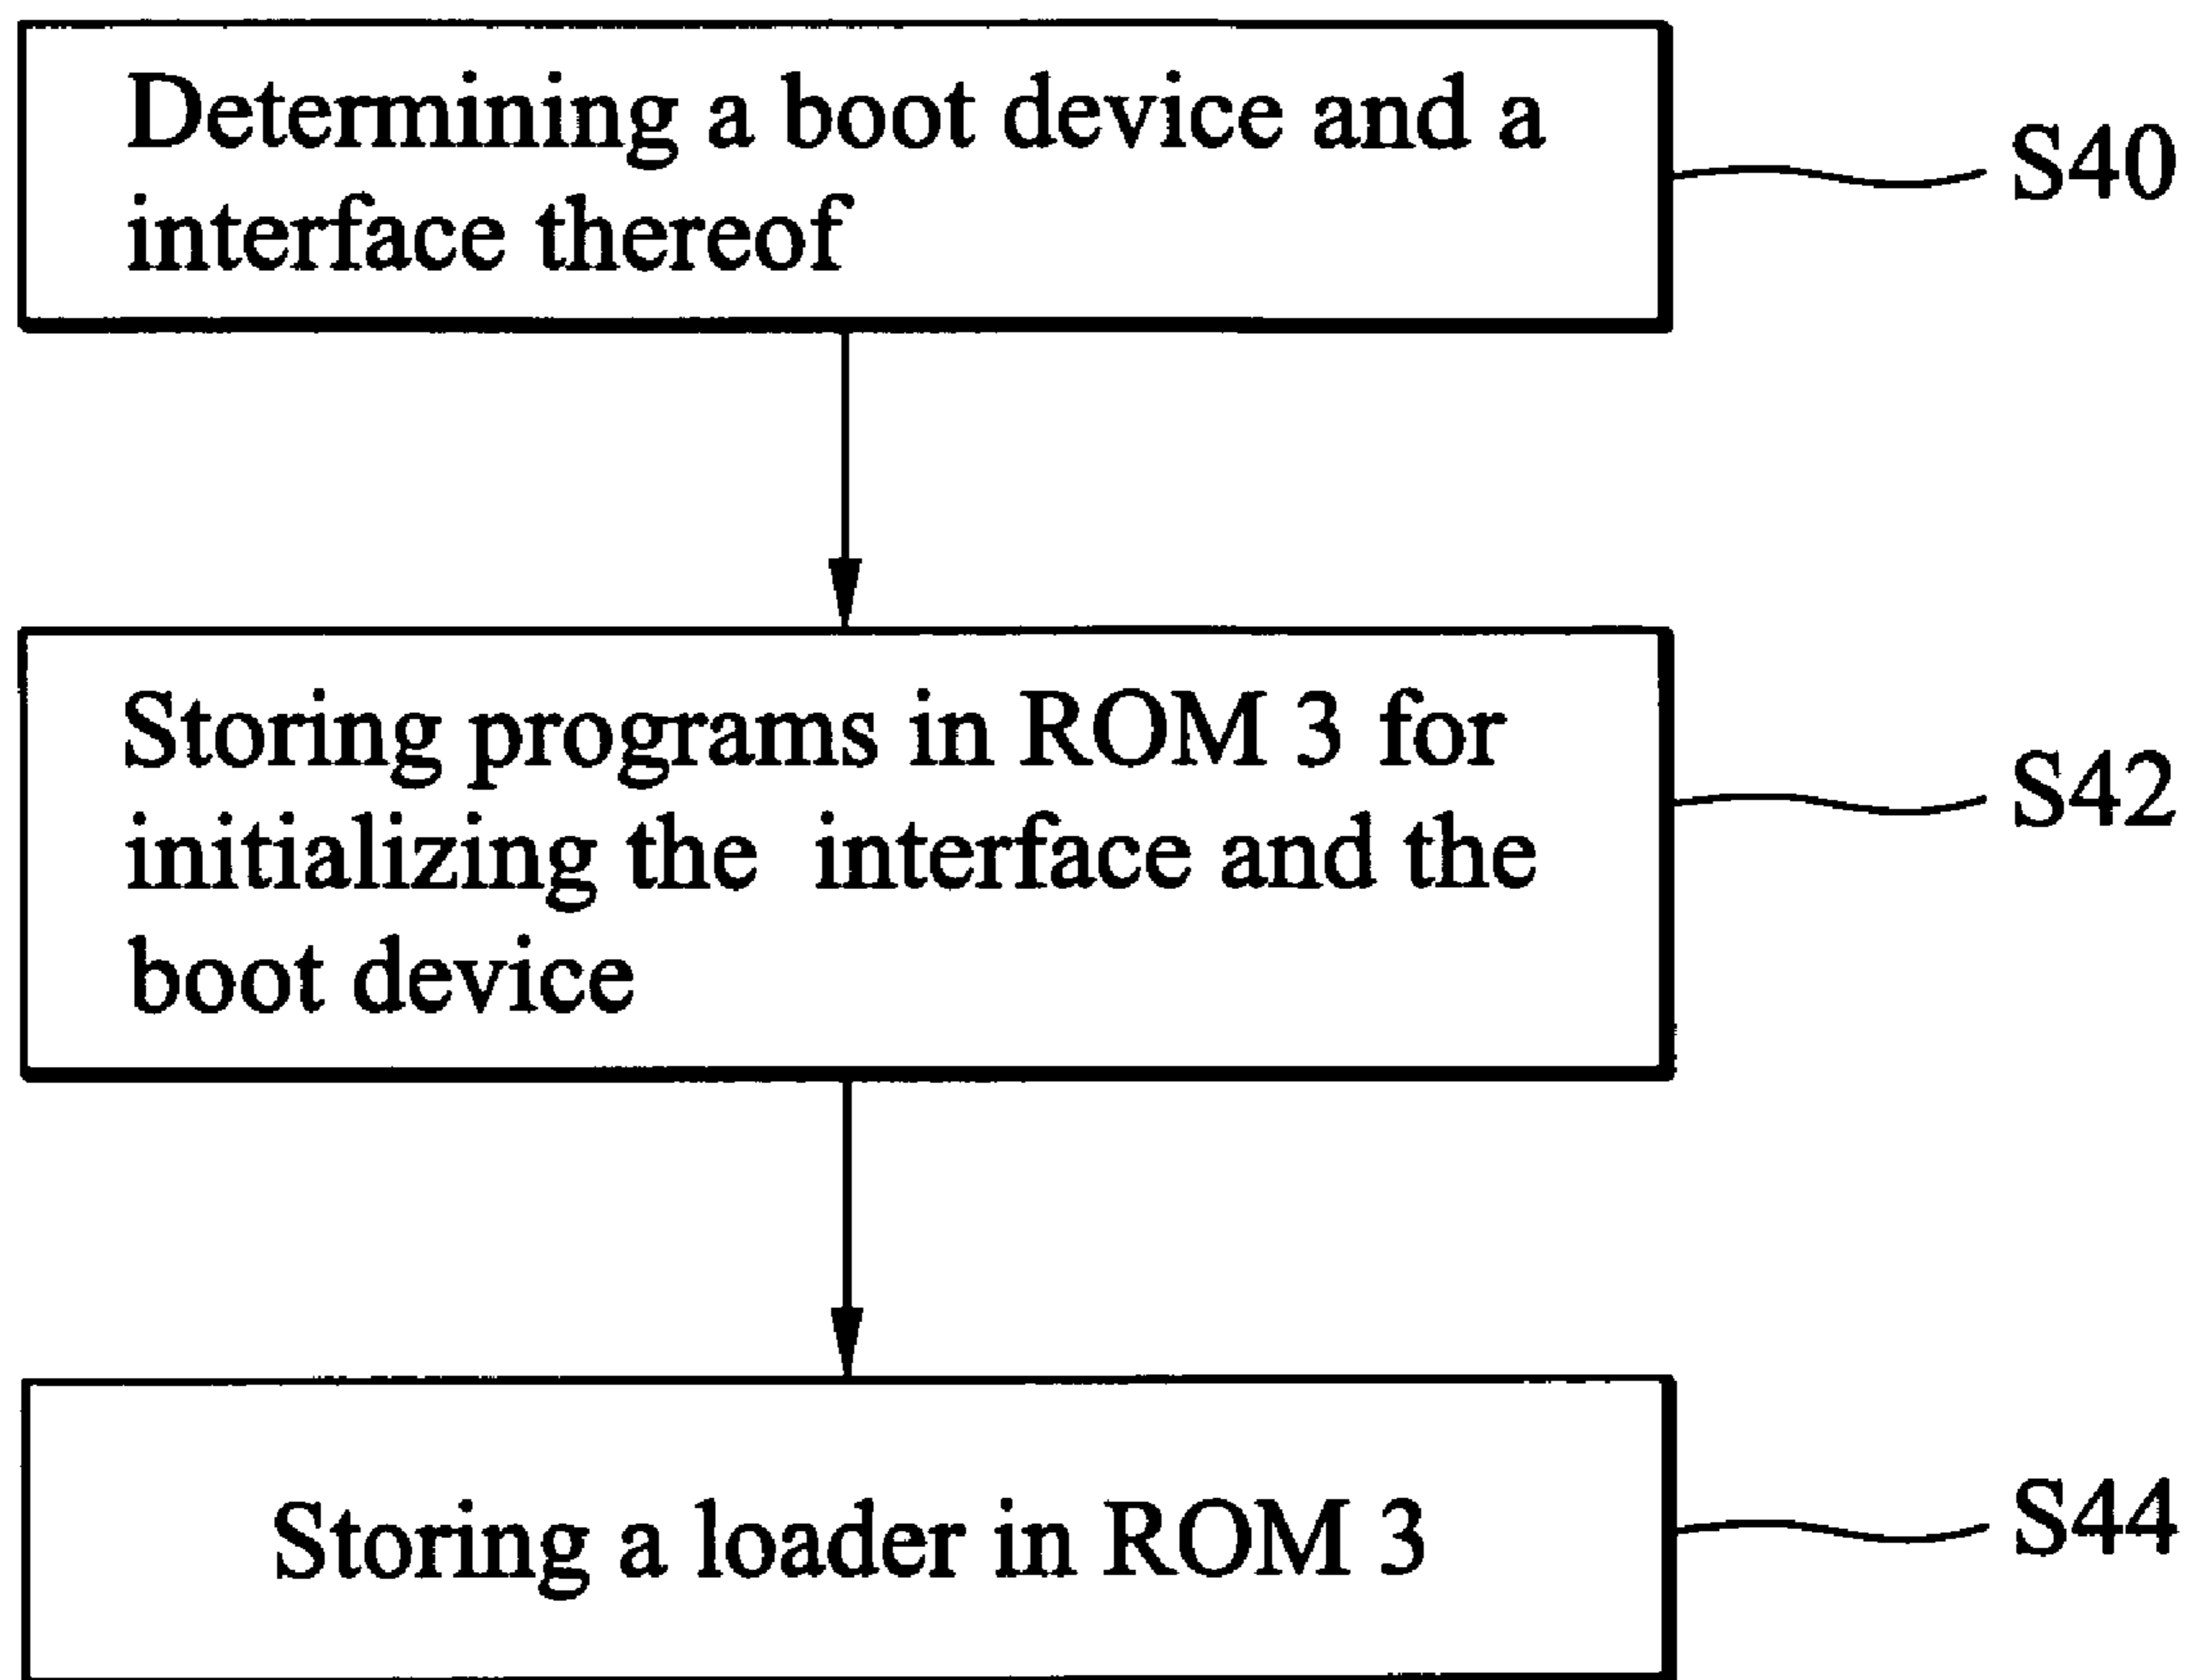 Determining a boot device and a
interface thereof
S40
Storing programs in ROM 3 for
initializing the interface and the
boot device
S42
Storing a loader in ROM 3
S44